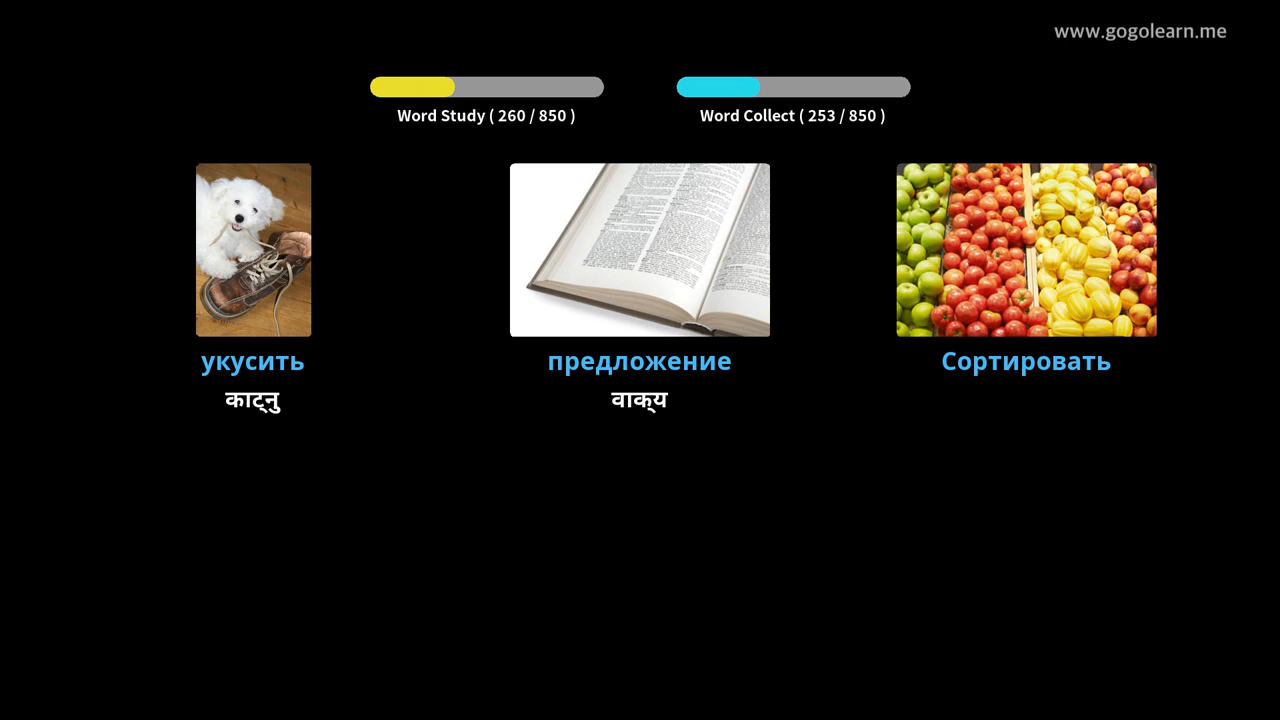 www.gogolearn.me
Word Study ( 260 / 850 )
Word Collect ( 253 / 850 )
укусить
предложение
Сортировать
काट्नु
वाक्य